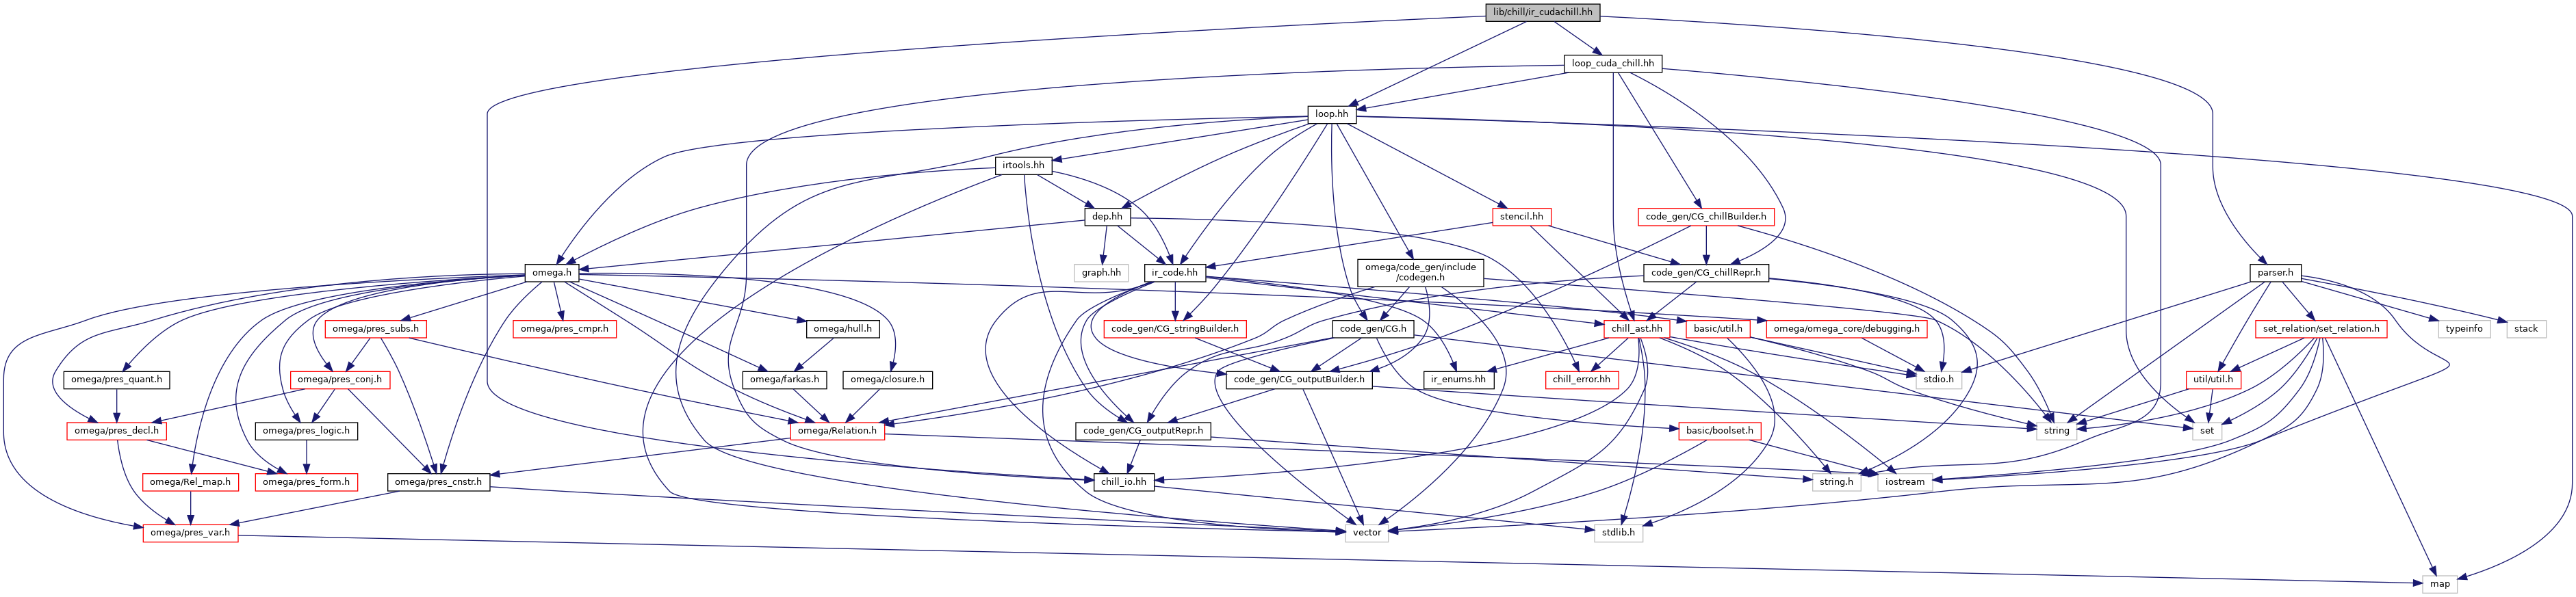 lib/chill/ir_cudachill.hh
loop_cuda_chill.hh
loop.hh
irtools.hh
dep.hh
stencil.hh
code_gen/CG_chillBuilder.h
omega.h
graph.hh
ir_code.hh
omega/code_gen/include
/codegen.h
code_gen/CG_chillRepr.h
parser.h
omega/pres_subs.h
omega/pres_cmpr.h
omega/hull.h
code_gen/CG_stringBuilder.h
code_gen/CG.h
chill_ast.hh
basic/util.h
omega/omega_core/debugging.h
set_relation/set_relation.h
typeinfo
stack
omega/pres_quant.h
omega/pres_conj.h
omega/farkas.h
omega/closure.h
code_gen/CG_outputBuilder.h
ir_enums.hh
chill_error.hh
stdio.h
util/util.h
omega/pres_decl.h
omega/pres_logic.h
omega/Relation.h
code_gen/CG_outputRepr.h
basic/boolset.h
string
set
omega/Rel_map.h
omega/pres_form.h
omega/pres_cnstr.h
chill_io.hh
string.h
iostream
omega/pres_var.h
vector
stdlib.h
map